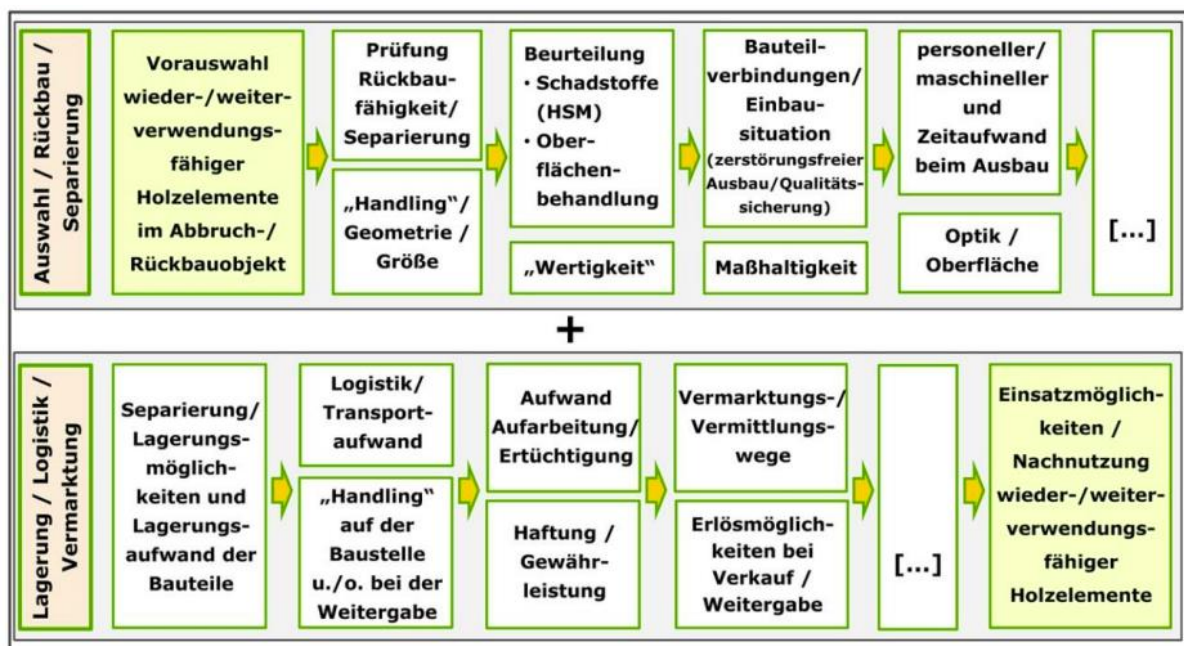 Auswahl / Rückbau /
Separierung
Vorauswahl
wieder-/weiter-
verwendungs-
fähiger
Holzelemente
im Abbruch-/
Rückbauobjekt
Prüfung
Rückbau-
fähigkeit/
Separierung
„Handling“/
Geometrie /
Größe
Beurteilung
· Schadstoffe
(HSM)
· Ober-
flächen-
behandlung
„Wertigkeit“
Bauteil-
verbindungen/
Einbau-
situation
(zerstörungsfreier
Ausbau/Qualitäts-
sicherung)
Maßhaltigkeit
personeller/
maschineller
und
Zeitaufwand
beim Ausbau
Optik /
Oberfläche
[...]
+
Lagerung / Logistik /
Vermarktung
Separierung/
Lagerungs-
möglich-
keiten und
Lagerungs-
aufwand der
Bauteile
Logistik/
Transport-
aufwand
„Handling“
auf der
Baustelle
u./o. bei der
Weitergabe
Aufwand
Aufarbeitung/
Ertüchtigung
Haftung /
Gewähr-
leistung
Vermarktungs-/
Vermittlungs-
wege
Erlösmöglich-
keiten bei
Verkauf /
Weitergabe
[...]
Einsatzmöglich-
keiten /
Nachnutzung
wieder-/weiter-
verwendungs-
fähiger
Holzelemente